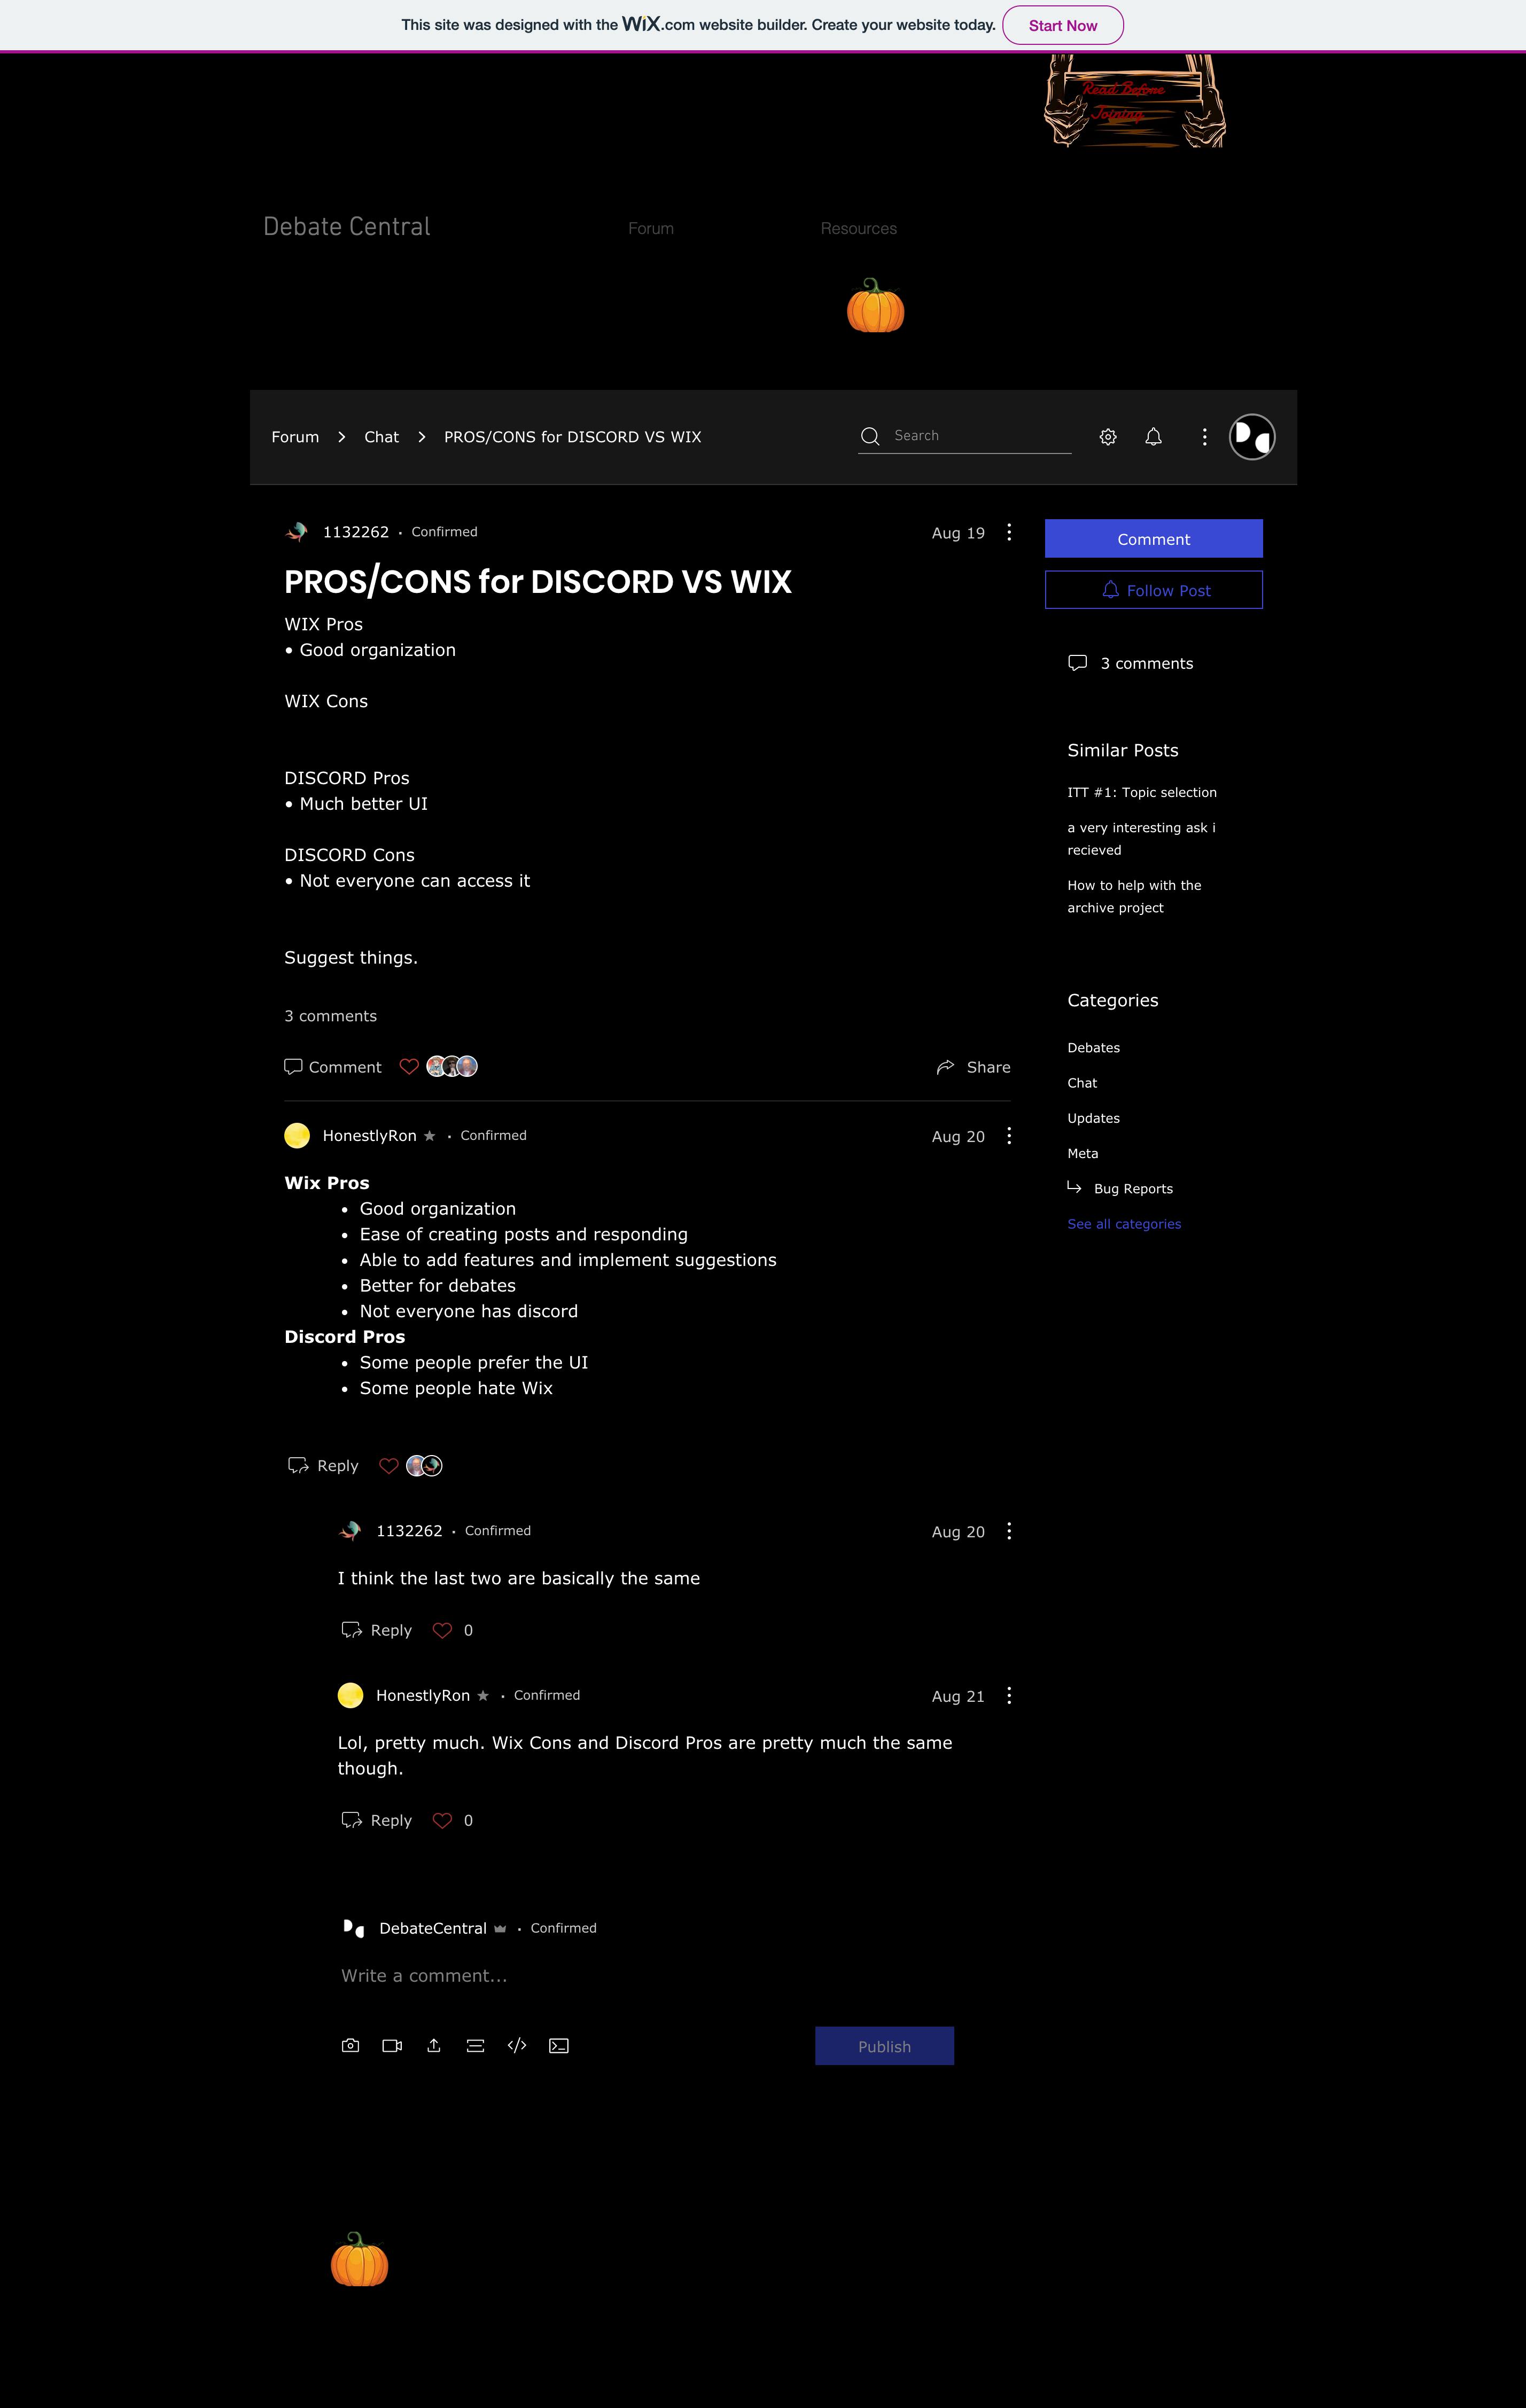 This site was designed with the WiX.com website builder. Create your website today.
Start Now
Read Before
Joining
Debate Central
Forum
Resources
Forum > Chat > PROS/CONS for DISCORD VS WIX
Search
1132262 • Confirmed
Aug 19
PROS/CONS for DISCORD VS WIX
WIX Pros
• Good organization
WIX Cons
DISCORD Pros
• Much better UI
DISCORD Cons
• Not everyone can access it
Suggest things.
3 comments
Comment
Share
HonestlyRon • Confirmed
Aug 20
Wix Pros
• Good organization
• Ease of creating posts and responding
• Able to add features and implement suggestions
• Better for debates
• Not everyone has discord
Discord Pros
• Some people prefer the UI
• Some people hate Wix
Reply
1132262 • Confirmed
Aug 20
I think the last two are basically the same
Reply
0
HonestlyRon • Confirmed
Aug 21
Lol, pretty much. Wix Cons and Discord Pros are pretty much the same
though.
Reply
0
DebateCentral • Confirmed
Write a comment...
Publish
Comment
Follow Post
3 comments
Similar Posts
ITT #1: Topic selection
a very interesting ask i
recieved
How to help with the
archive project
Categories
Debates
Chat
Updates
Meta
Bug Reports
See all categories